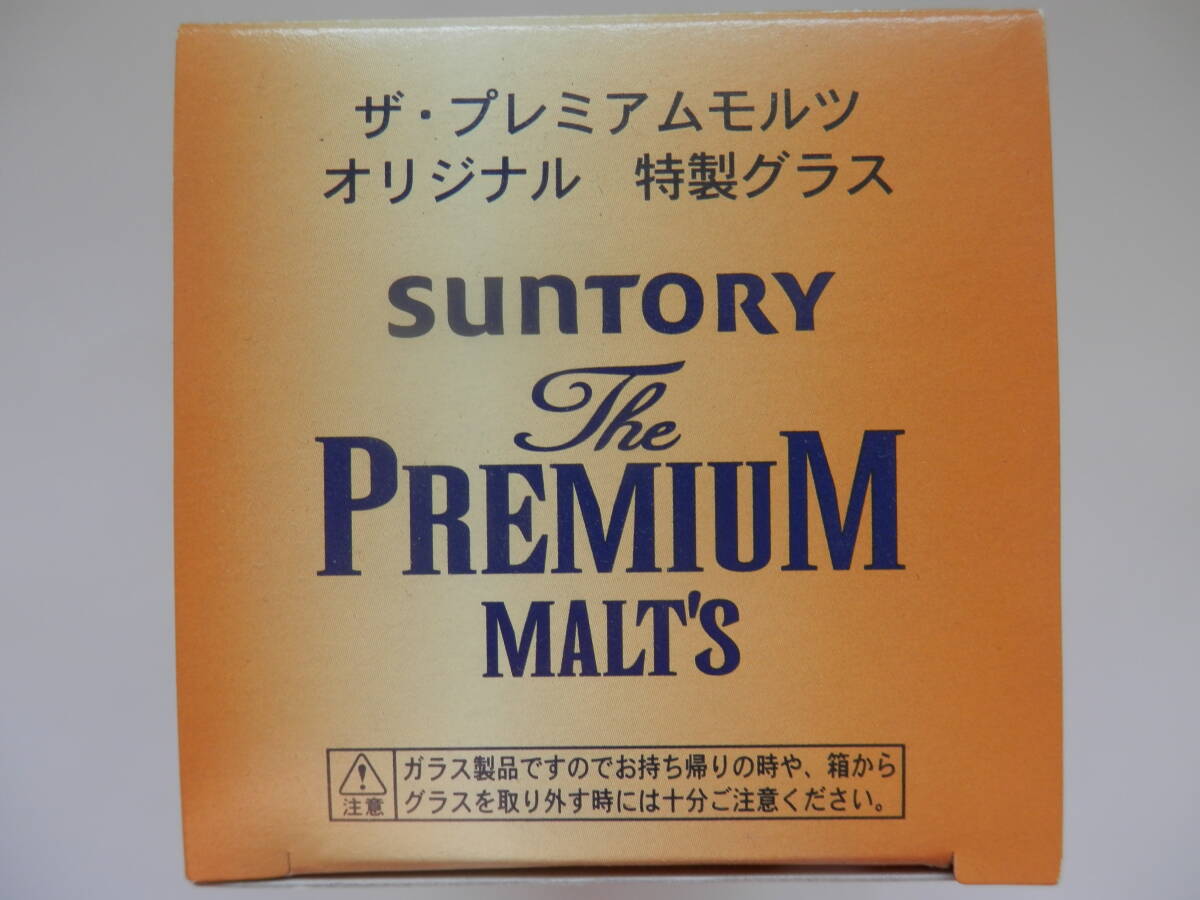 ザ・プレミアムモルツ
オリジナル　特製グラス
SUNTORY
The
PREMIUM
MALT'S
注意
ガラス製品ですのでお持ち帰りの時や、箱から
グラスを取り外す時には十分ご注意ください。